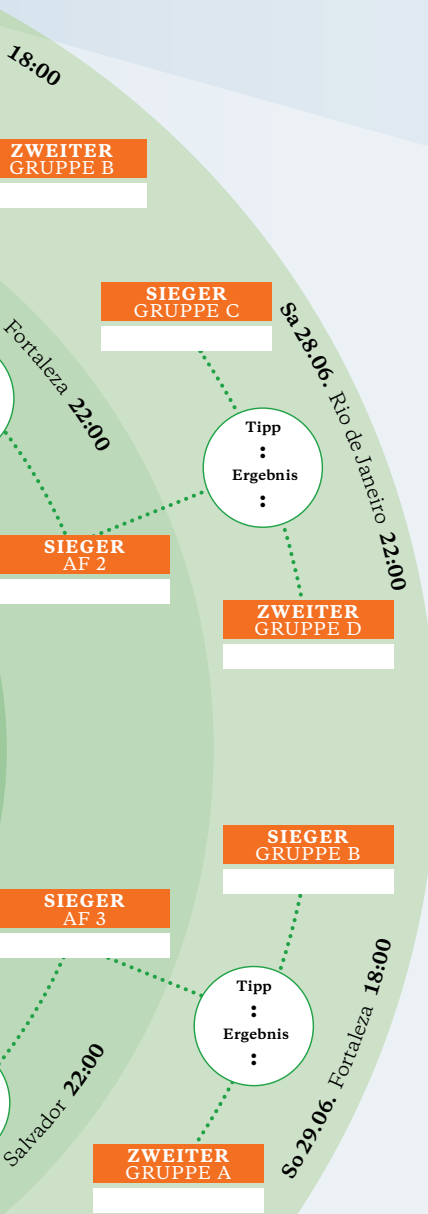 18:00
ZWEITER
GRUPPE B
SIEGER
GRUPPE C
Sa 28.06. Rio de Janeiro 22:00
Fortaleza 22:00
Tipp
:
Ergebnis
:
SIEGER
AF 2
ZWEITER
GRUPPE D
SIEGER
GRUPPE B
SIEGER
AF 3
So 29.06. Fortaleza 18:00
Tipp
:
Ergebnis
:
Salvador 22:00
ZWEITER
GRUPPE A